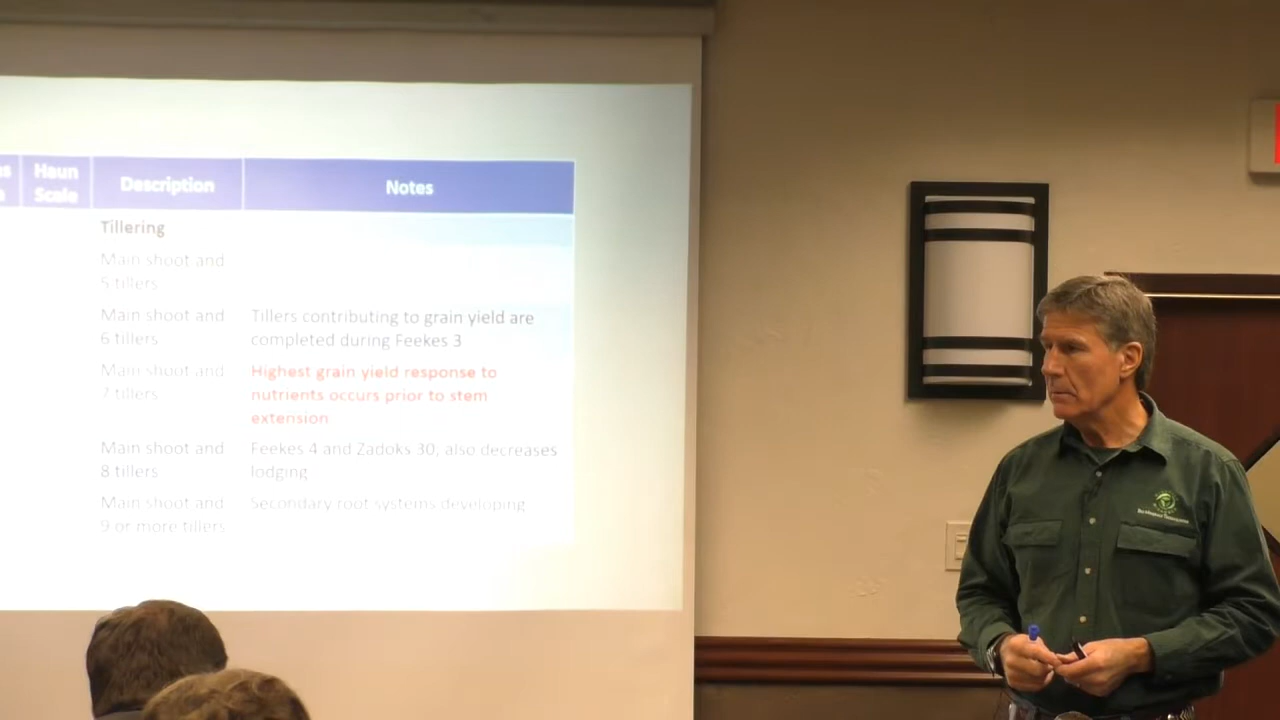 Haun
Scale
Description
Notes
Tillering
Main shoot and
5 tillers
Main shoot and
6 tillers
Tillers contributing to grain yield are
completed during Feekes 3
Main shoot and
7 tillers
Highest grain yield response to
nutrients occurs prior to stem
extension
Main shoot and
8 tillers
Feekes 4 and Zadoks 30; also decreases
lodging
Main shoot and
9 or more tillers
Secondary root systems developing